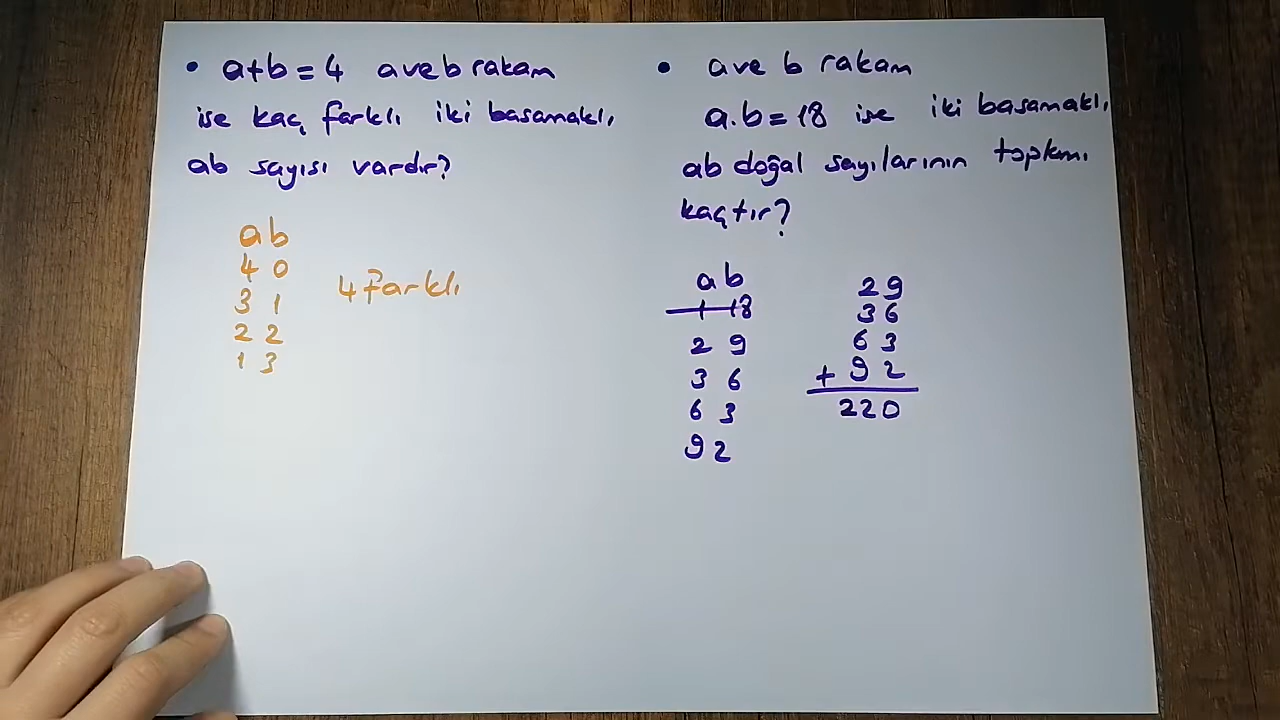 • a+b=4 a ve b rakam
ise kaç farklı iki basamaklı
ab sayısı vardır?
ab
4 0
3 1
2 2
1 3
4 farklı
• a ve b rakam
a.b=18 ise iki basamaklı
ab doğal sayılarının toplamı
kaçtır?
ab
1 18
2 9
3 6
6 3
9 2
29
36
63
+ 92
220